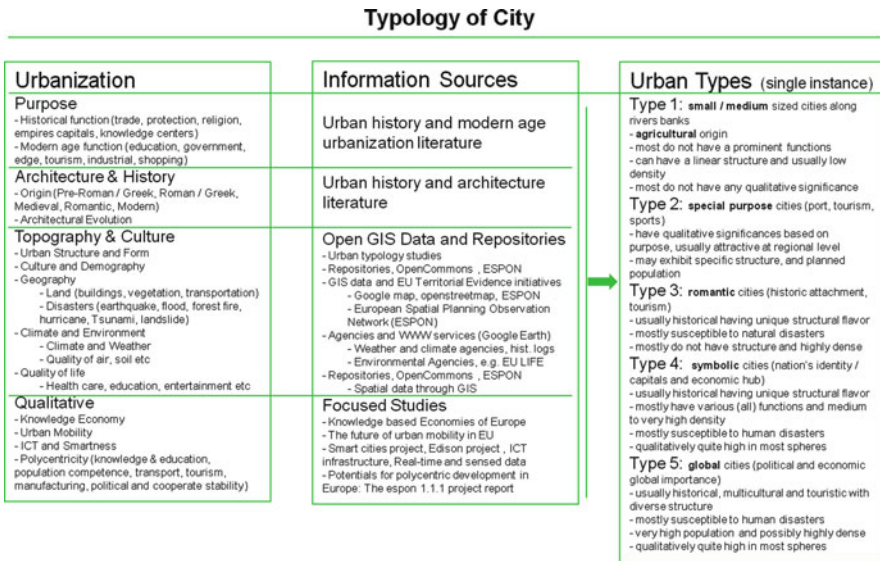 Typology of City
Urbanization
Purpose
- Historical function (trade, protection, religion,
empires capitals, knowledge centers)
- Modern age function (education, government,
edge, tourism, industrial, shopping)
Architecture & History
- Origin (Pre-Roman / Greek, Roman / Greek,
Medieval, Romantic, Modern)
- Architectural Evolution
Topography & Culture
- Urban Structure and Form
- Culture and Demography
- Geography
- Land (buildings, vegetation, transportation)
- Disasters (earthquake, flood, forest fire,
hurricane, Tsunami, landslide)
- Climate and Environment
- Climate and Weather
- Quality of air, soil etc
- Quality of life
- Health care, education, entertainment etc
Qualitative
- Knowledge Economy
- Urban Mobility
- ICT and Smartness
- Polycentricity (knowledge & education,
population competence, transport, tourism,
manufacturing, political and cooperate stability)
Information Sources
Urban history and modern age
urbanization literature
Urban history and architecture
literature
Open GIS Data and Repositories
- Urban typology studies
- Repositories, OpenCommons , ESPON
- GIS data and EU Territorial Evidence initiatives
- Google map, openstreetmap, ESPON
- European Spatial Planning Observation
Network (ESPON)
- Agencies and WWW services (Google Earth)
- Weather and climate agencies, hist. logs
- Environmental Agencies, e.g. EU LIFE
- Repositories, OpenCommons , ESPON
- Spatial data through GIS
Focused Studies
- Knowledge based Economies of Europe
- The future of urban mobility in EU
- Smart cities project, Edison project , ICT
infrastructure, Real-time and sensed data
- Potentials for polycentric development in
Europe: The espon 1.1.1 project report
Urban Types (single instance)
Type 1: small / medium sized cities along
rivers banks
- agricultural origin
- most do not have a prominent functions
- can have a linear structure and usually low
density
- most do not have any qualitative significance
Type 2: special purpose cities (port, tourism,
sports)
- have qualitative significances based on
purpose, usually attractive at regional level
- may exhibit specific structure, and planned
population
Type 3: romantic cities (historic attachment,
tourism)
- usually historical having unique structural flavor
- mostly susceptible to natural disasters
- mostly do not have structure and highly dense
Type 4: symbolic cities (nation's identity /
capitals and economic hub)
- usually historical having unique structural flavor
- mostly have various (all) functions and medium
to very high density
- mostly susceptible to human disasters
- qualitatively quite high in most spheres
Type 5: global cities (political and economic
global importance)
- usually historical, multicultural and touristic with
diverse structure
- mostly susceptible to human disasters
- very high population and possibly highly dense
- qualitatively quite high in most spheres